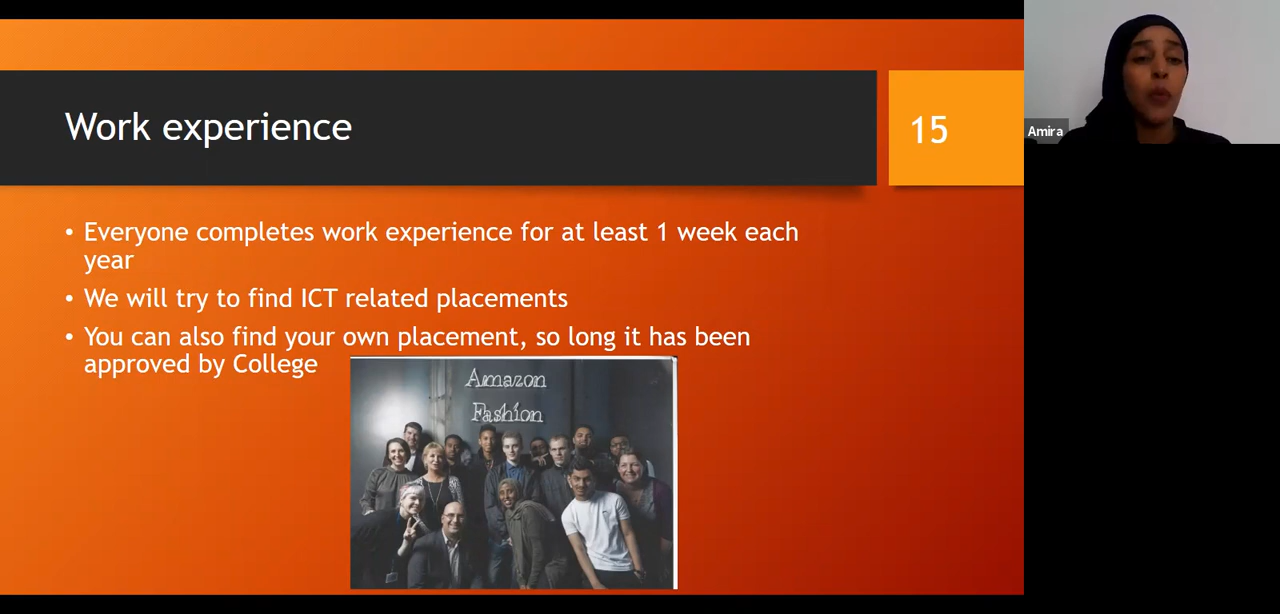 Work experience
15
Amira
• Everyone completes work experience for at least 1 week each
year
• We will try to find ICT related placements
• You can also find your own placement, so long it has been
approved by College
Amazon
Fashion